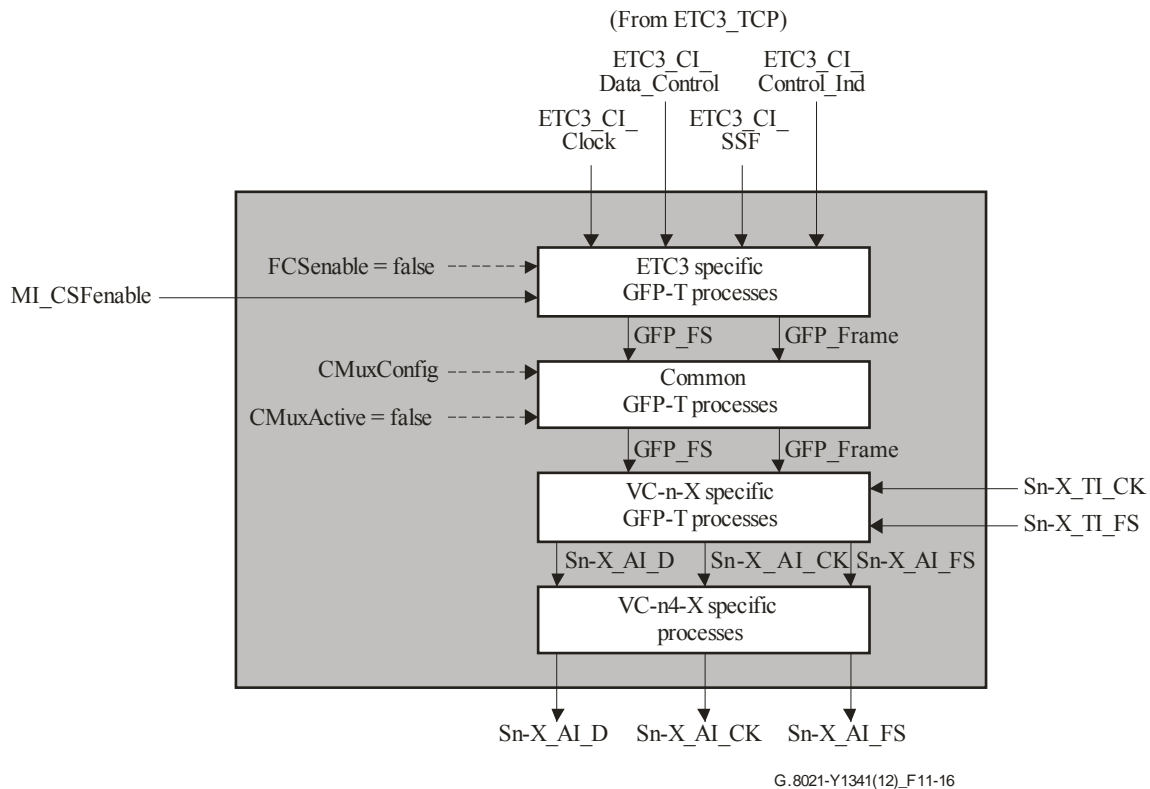 (From ETC3_TCP)
ETC3_CI_
Data_Control
ETC3_CI_
Control_Ind
ETC3_CI_
Clock
ETC3_CI_
SSF
FCSenable = false
MI_CSFenable
ETC3 specific
GFP-T processes
GFP_FS
GFP_Frame
CMuxConfig
CMuxActive = false
Common
GFP-T processes
GFP_FS
GFP_Frame
VC-n-X specific
GFP-T processes
Sn-X_TI_CK
Sn-X_TI_FS
Sn-X_AI_D
Sn-X_AI_CK
Sn-X_AI_FS
VC-n4-X specific
processes
Sn-X_AI_D
Sn-X_AI_CK
Sn-X_AI_FS
G.8021-Y1341(12)_F11-16